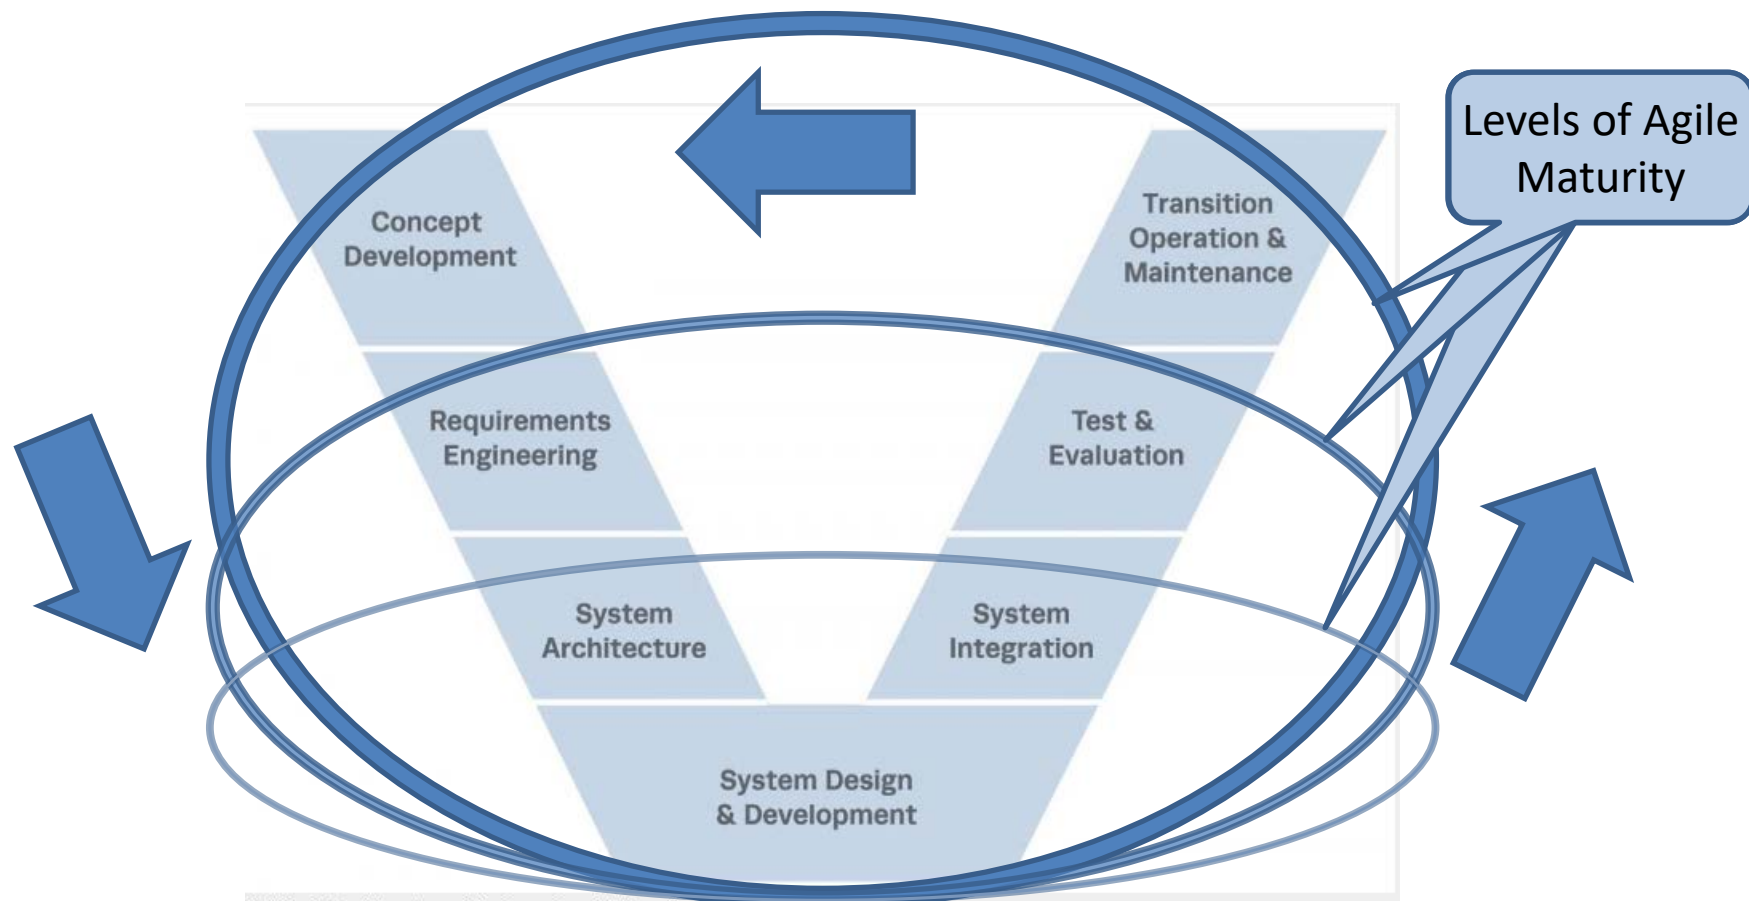 Levels of Agile
Maturity
Concept
Development
Transition
Operation &
Maintenance
Requirements
Engineering
Test &
Evaluation
System
Architecture
System
Integration
System Design
& Development